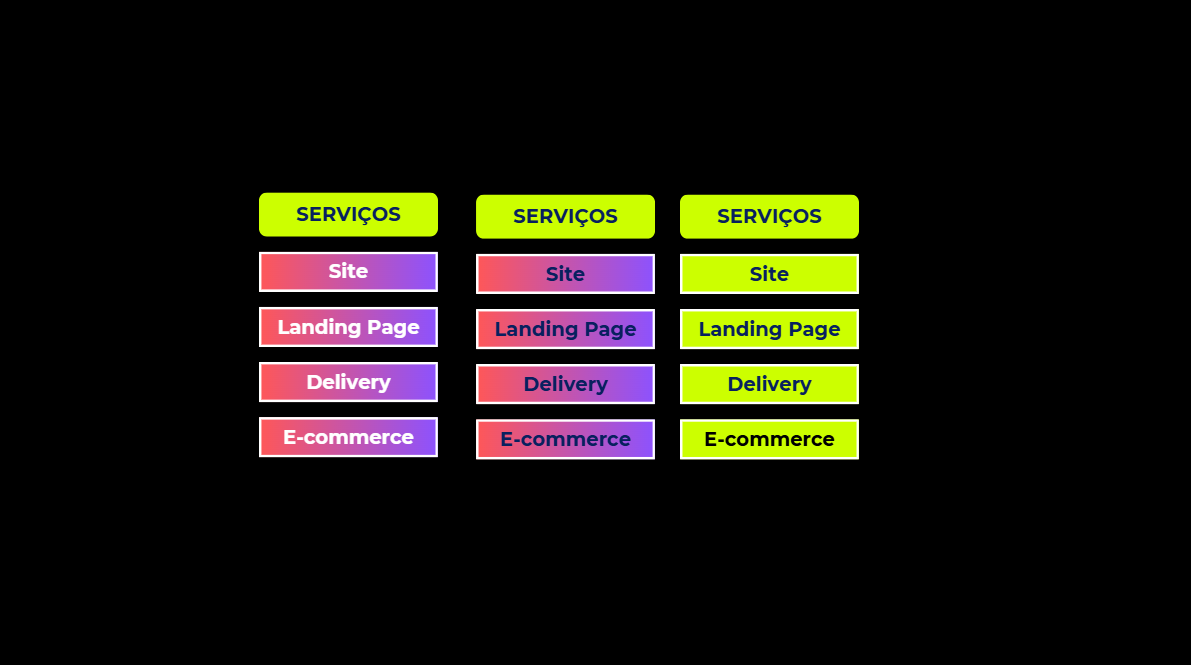 SERVIÇOS
Site
Landing Page
Delivery
E-commerce
SERVIÇOS
Site
Landing Page
Delivery
E-commerce
SERVIÇOS
Site
Landing Page
Delivery
E-commerce